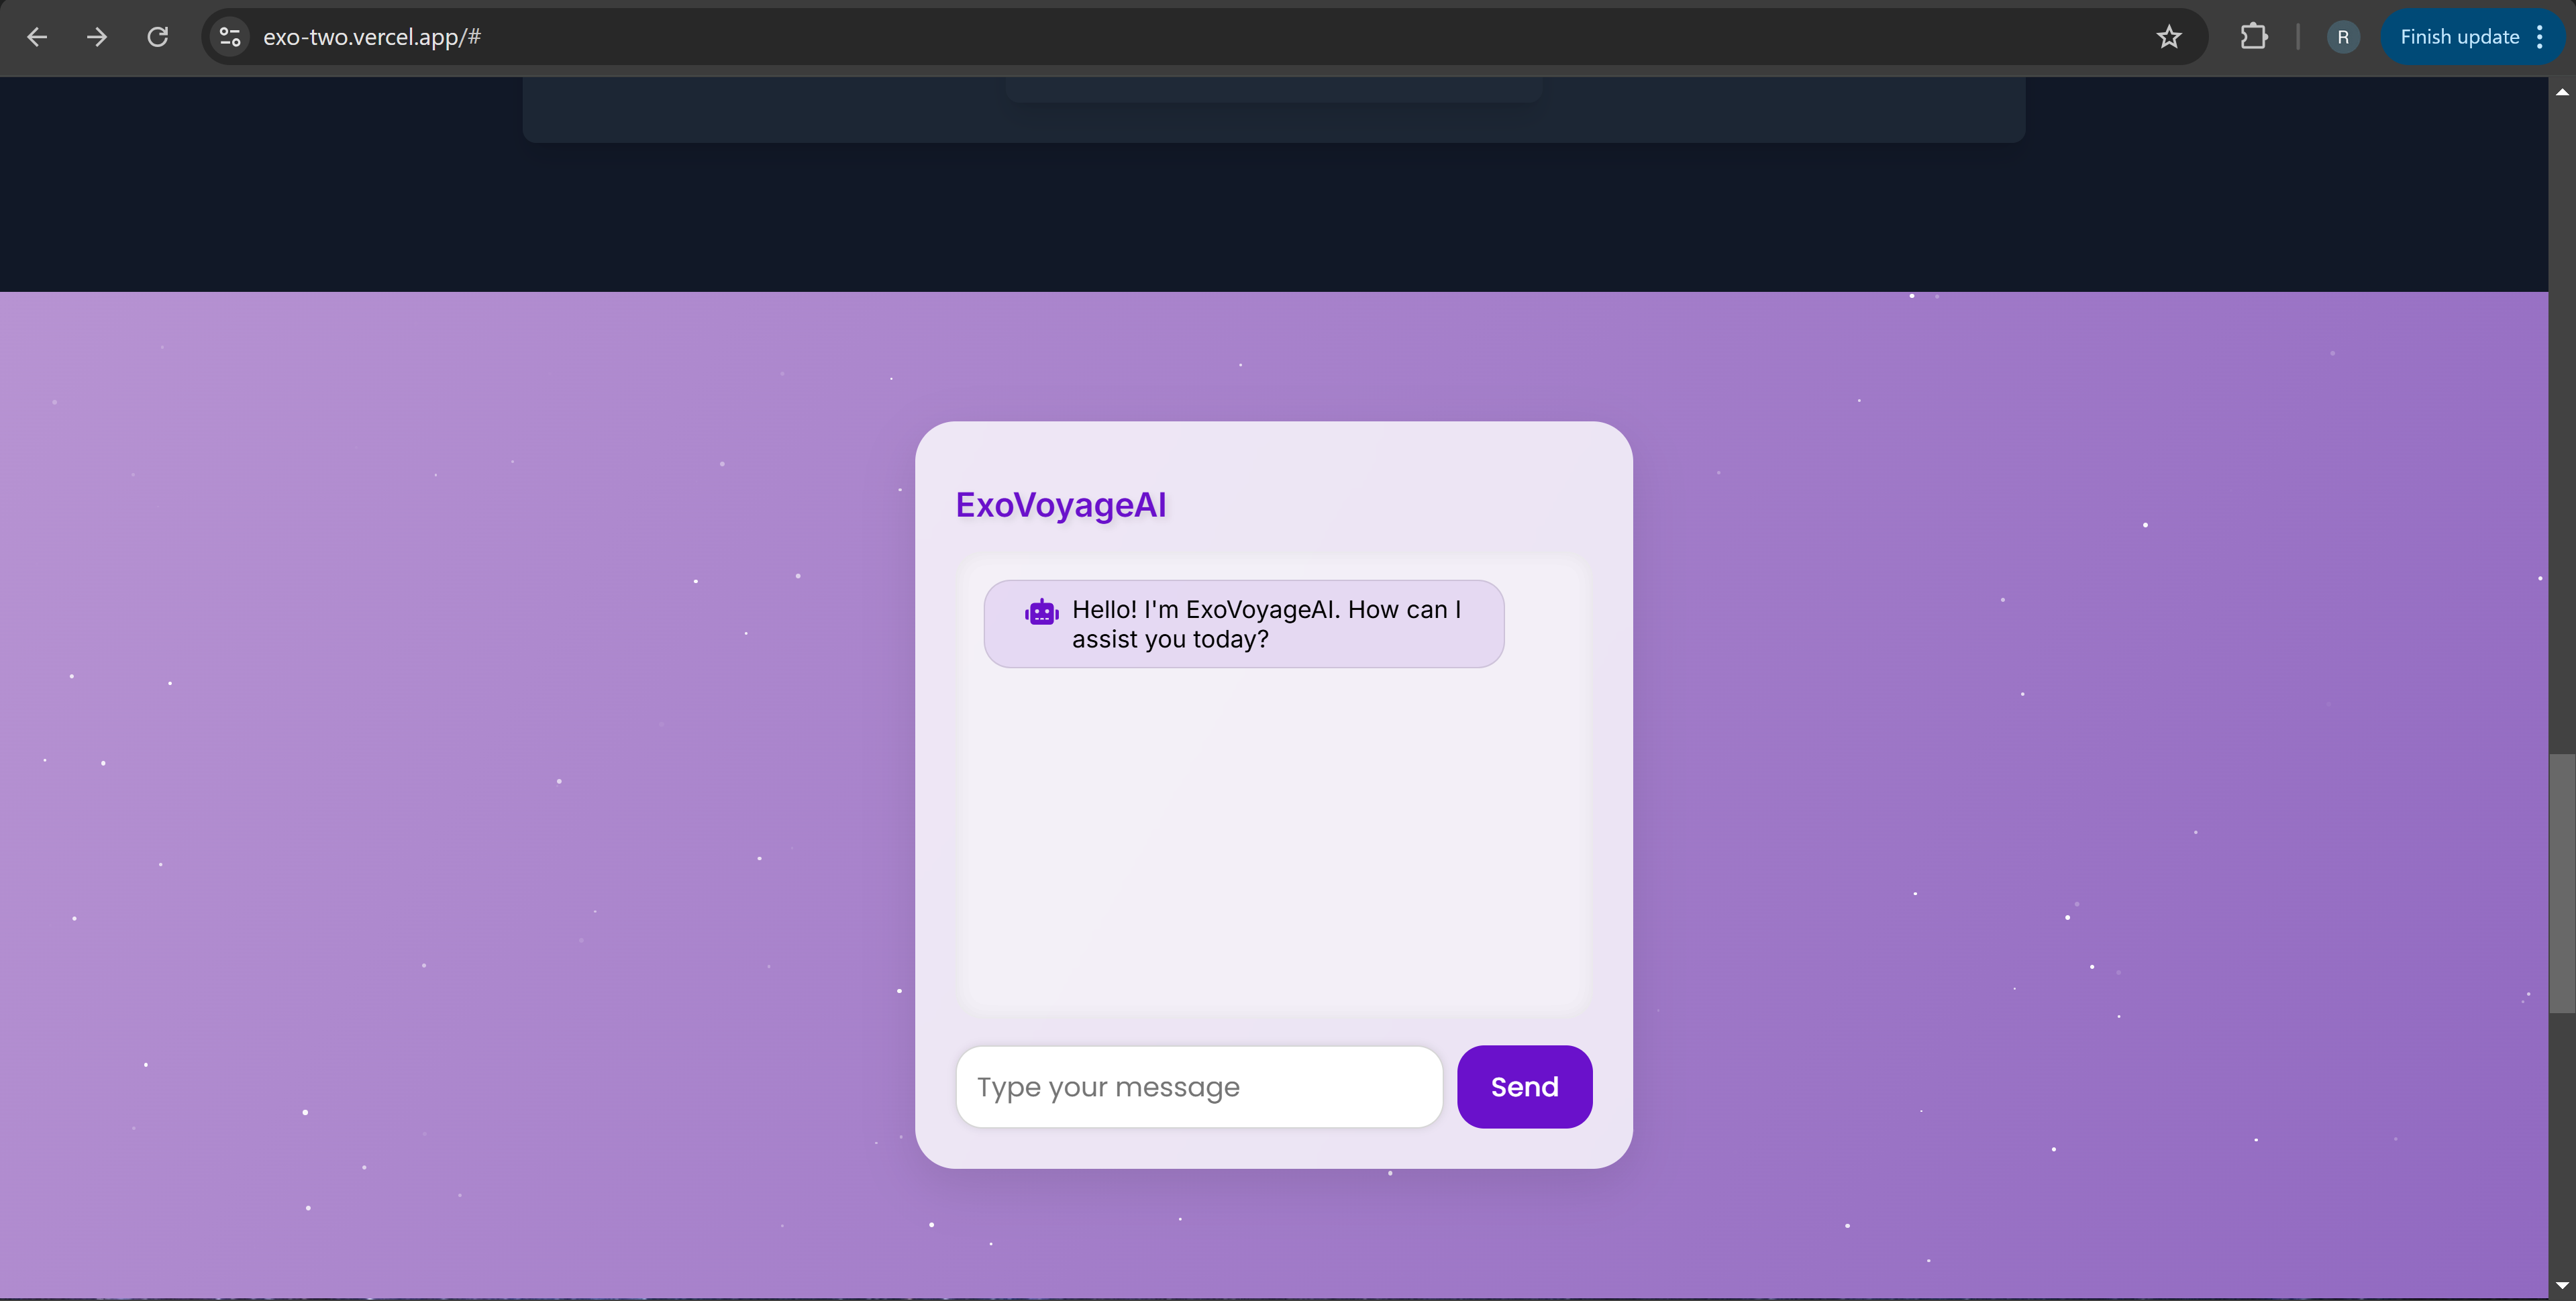 exo-two.vercel.app/#
R
Finish update
ExoVoyageAI
Hello! I'm ExoVoyageAI. How can I
assist you today?
Type your message
Send